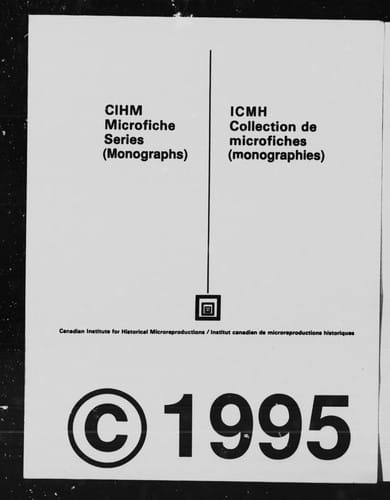 CIHM
Microfiche
Series
(Monographs)
ICMH
Collection de
microfiches
(monographies)
Canadian Institute for Historical Microreproductions / Institut canadien de microreproductions historiques
© 1995